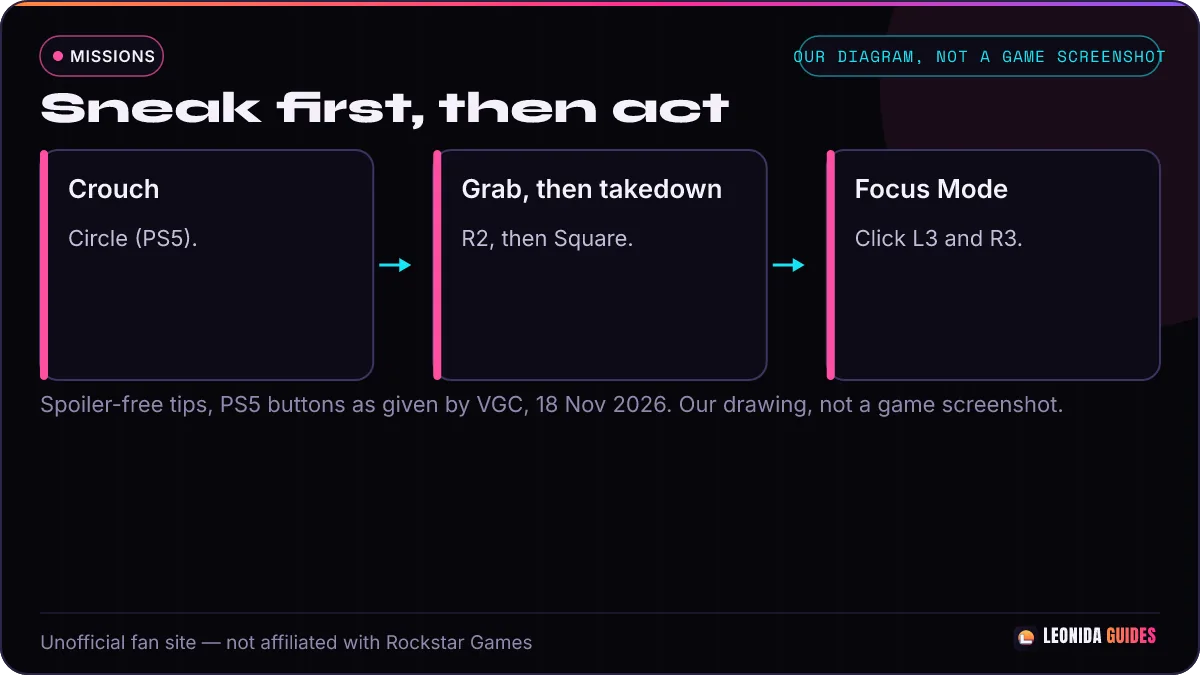 MISSIONS
OUR DIAGRAM, NOT A GAME SCREENSHOT
Sneak first, then act
Crouch
Circle (PS5).
Grab, then takedown
R2, then Square.
Focus Mode
Click L3 and R3.
Spoiler-free tips, PS5 buttons as given by VGC, 18 Nov 2026. Our drawing, not a game screenshot.
Unofficial fan site — not affiliated with Rockstar Games
LEONIDA GUIDES